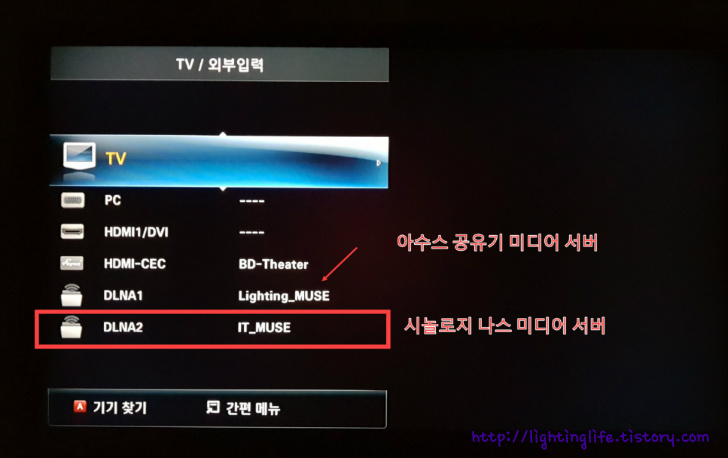 TV / 외부입력
TV
PC ----
HDMI1/DVI ----
아수스 공유기 미디어 서버
HDMI-CEC BD-Theater
DLNA1 Lighting_MUSE
DLNA2 IT_MUSE
시놀로지 나스 미디어 서버
A 기기 찾기 간편 메뉴
http://lightinglife.tistory.com